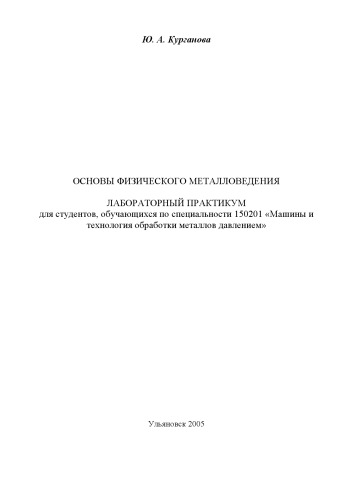 Ю. А. Курганова
ОСНОВЫ ФИЗИЧЕСКОГО МЕТАЛЛОВЕДЕНИЯ
ЛАБОРАТОРНЫЙ ПРАКТИКУМ
для студентов, обучающихся по специальности 150201 «Машины и
технология обработки металлов давлением»
Ульяновск 2005